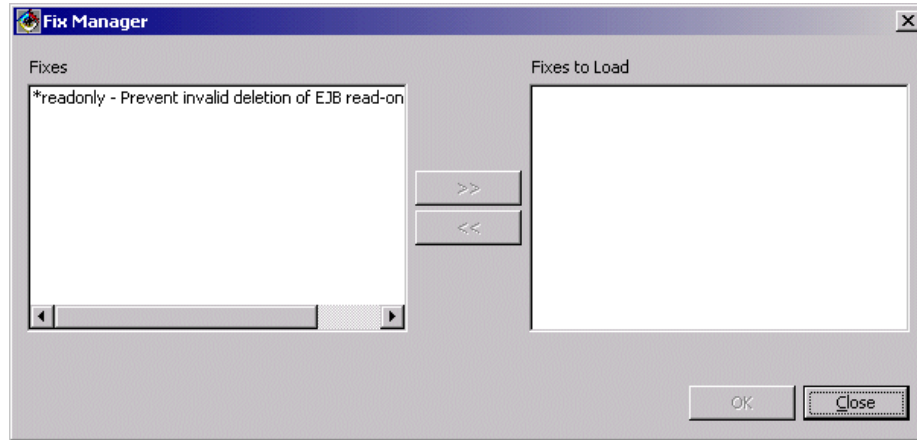 Fix Manager
Fixes
Fixes to Load
*readonly - Prevent invalid deletion of EJB read-on
>>
<<
OK
Close